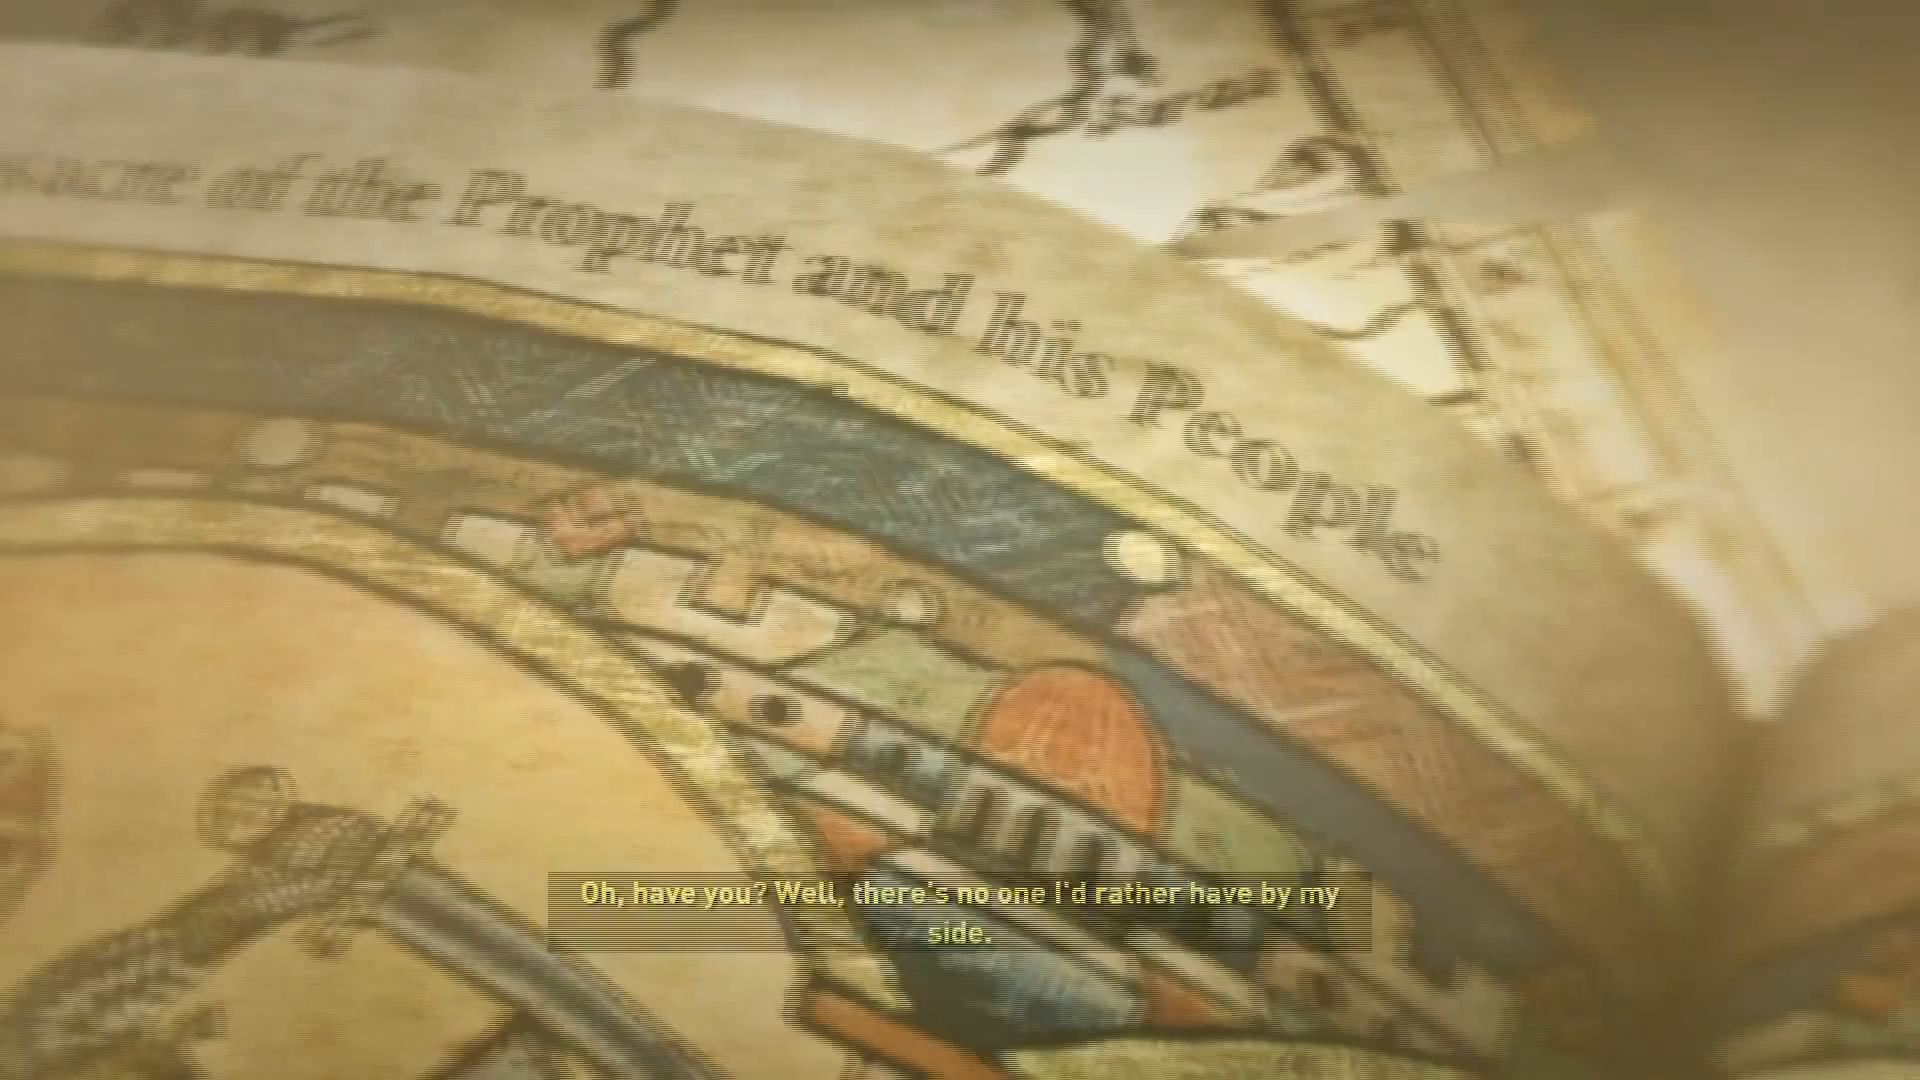 of the Prophet and his People
Oh, have you? Well, there's no one I'd rather have by my
side.